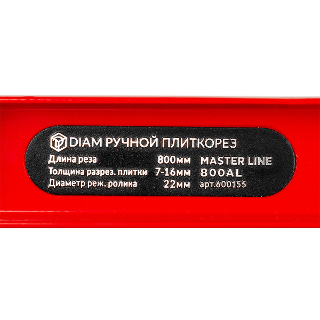 DIAM РУЧНОЙ ПЛИТКОРЕЗ
Длина реза 800мм MASTER LINE
Толщина разрез. плитки 7-16мм 800AL
Диаметр реж. ролика 22мм арт.600155